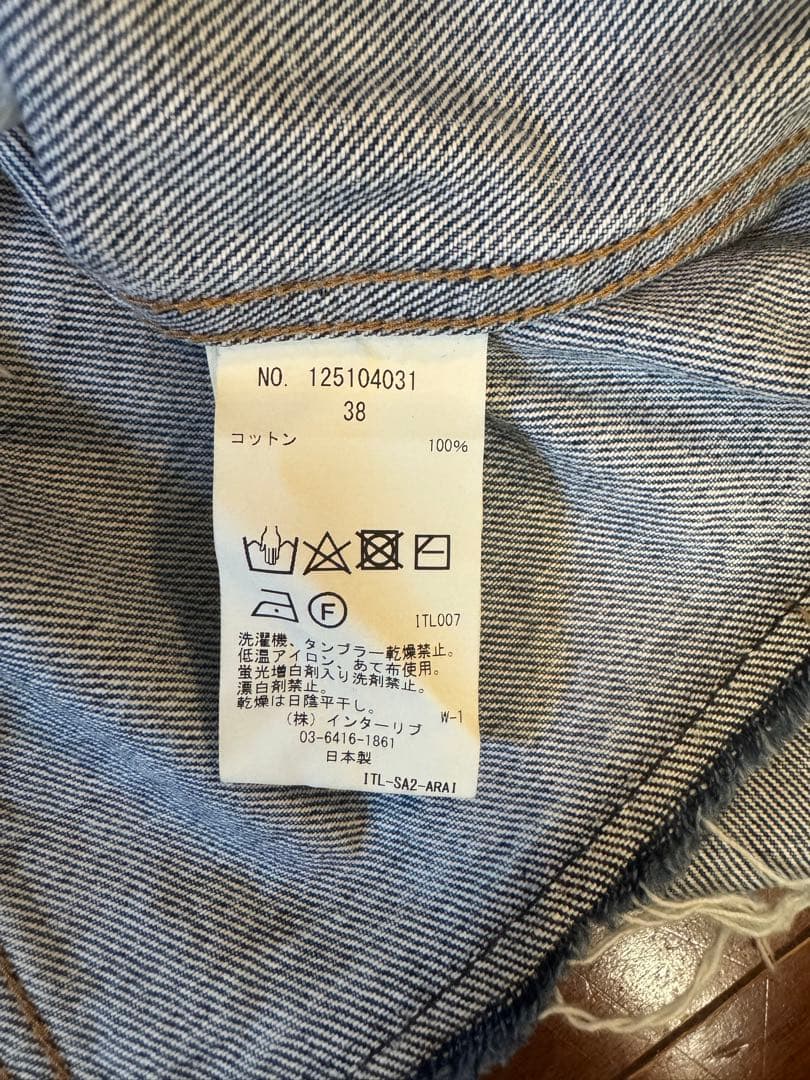 NO. 125104031
38
コットン 100%
F
ITL007
洗濯機、タンブラー乾燥禁止。
低温アイロン、あて布使用。
蛍光増白剤入り洗剤禁止。
漂白剤禁止。
乾燥は日陰平干し。
W-1
(株)インターリブ
03-6416-1861
日本製
ITL-SA2-ARAI